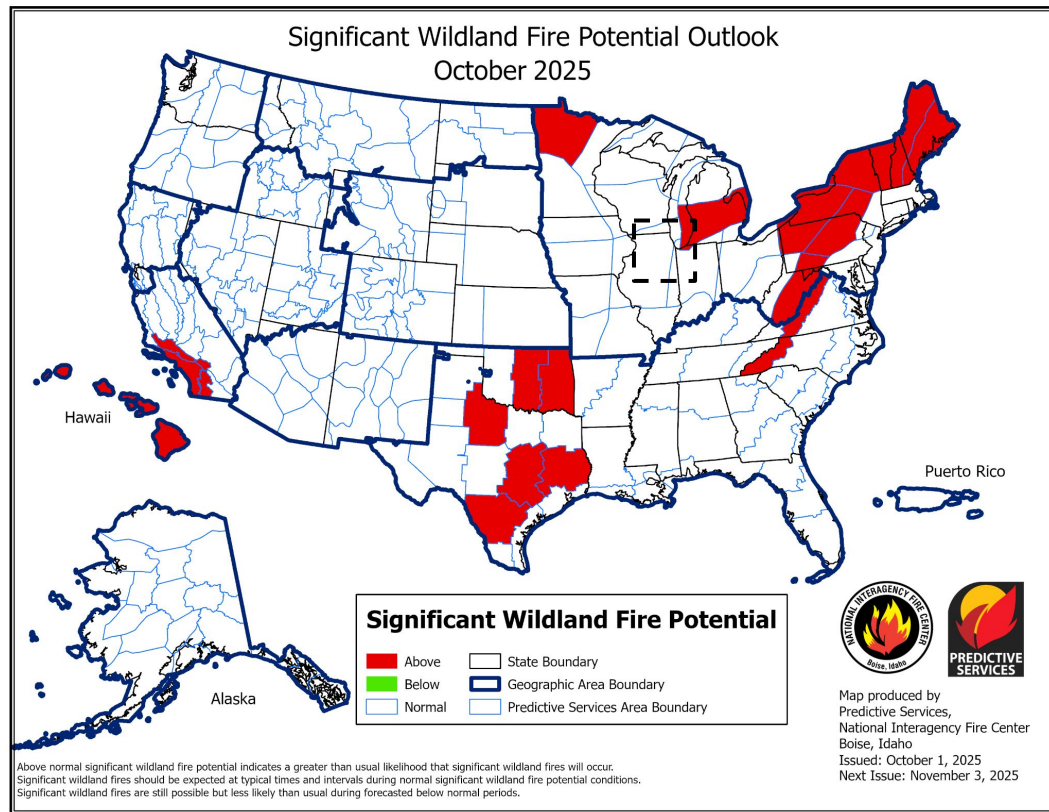 Significant Wildland Fire Potential Outlook
October 2025
Hawaii
Puerto Rico
Alaska
Significant Wildland Fire Potential
Above
State Boundary
Below
Geographic Area Boundary
Normal
Predictive Services Area Boundary
NATIONAL INTERAGENCY FIRE CENTER
Boise, Idaho
PREDICTIVE
SERVICES
Map produced by
Predictive Services,
National Interagency Fire Center
Boise, Idaho
Issued: October 1, 2025
Next Issue: November 3, 2025
Above normal significant wildland fire potential indicates a greater than usual likelihood that significant wildland fires will occur.
Significant wildland fires should be expected at typical times and intervals during normal significant wildland fire potential conditions.
Significant wildland fires are still possible but less likely than usual during forecasted below normal periods.